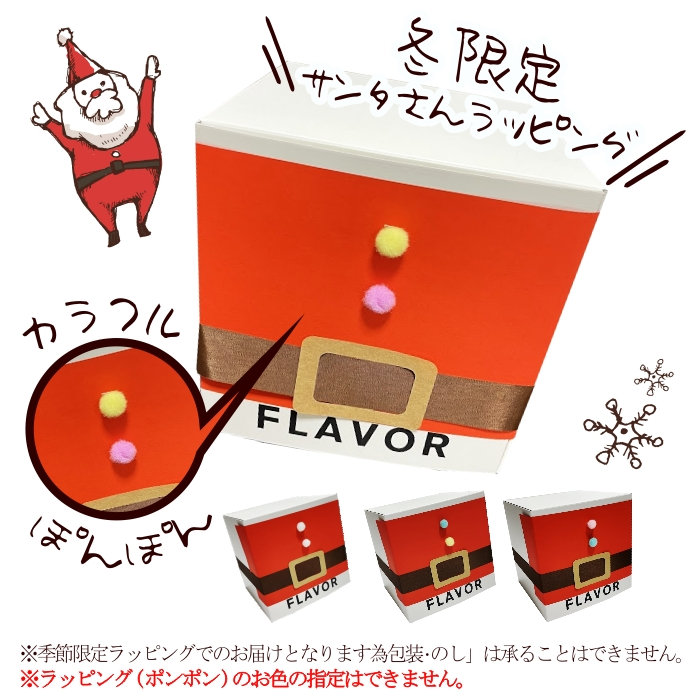 冬限定
サンタさんラッピング
カラフル
ぽんぽん
FLAVOR
FLAVOR
FLAVOR
FLAVOR
※季節限定ラッピングでのお届けとなります為包装・のし」は承ることはできません。
※ラッピング(ポンポン)のお色の指定はできません。